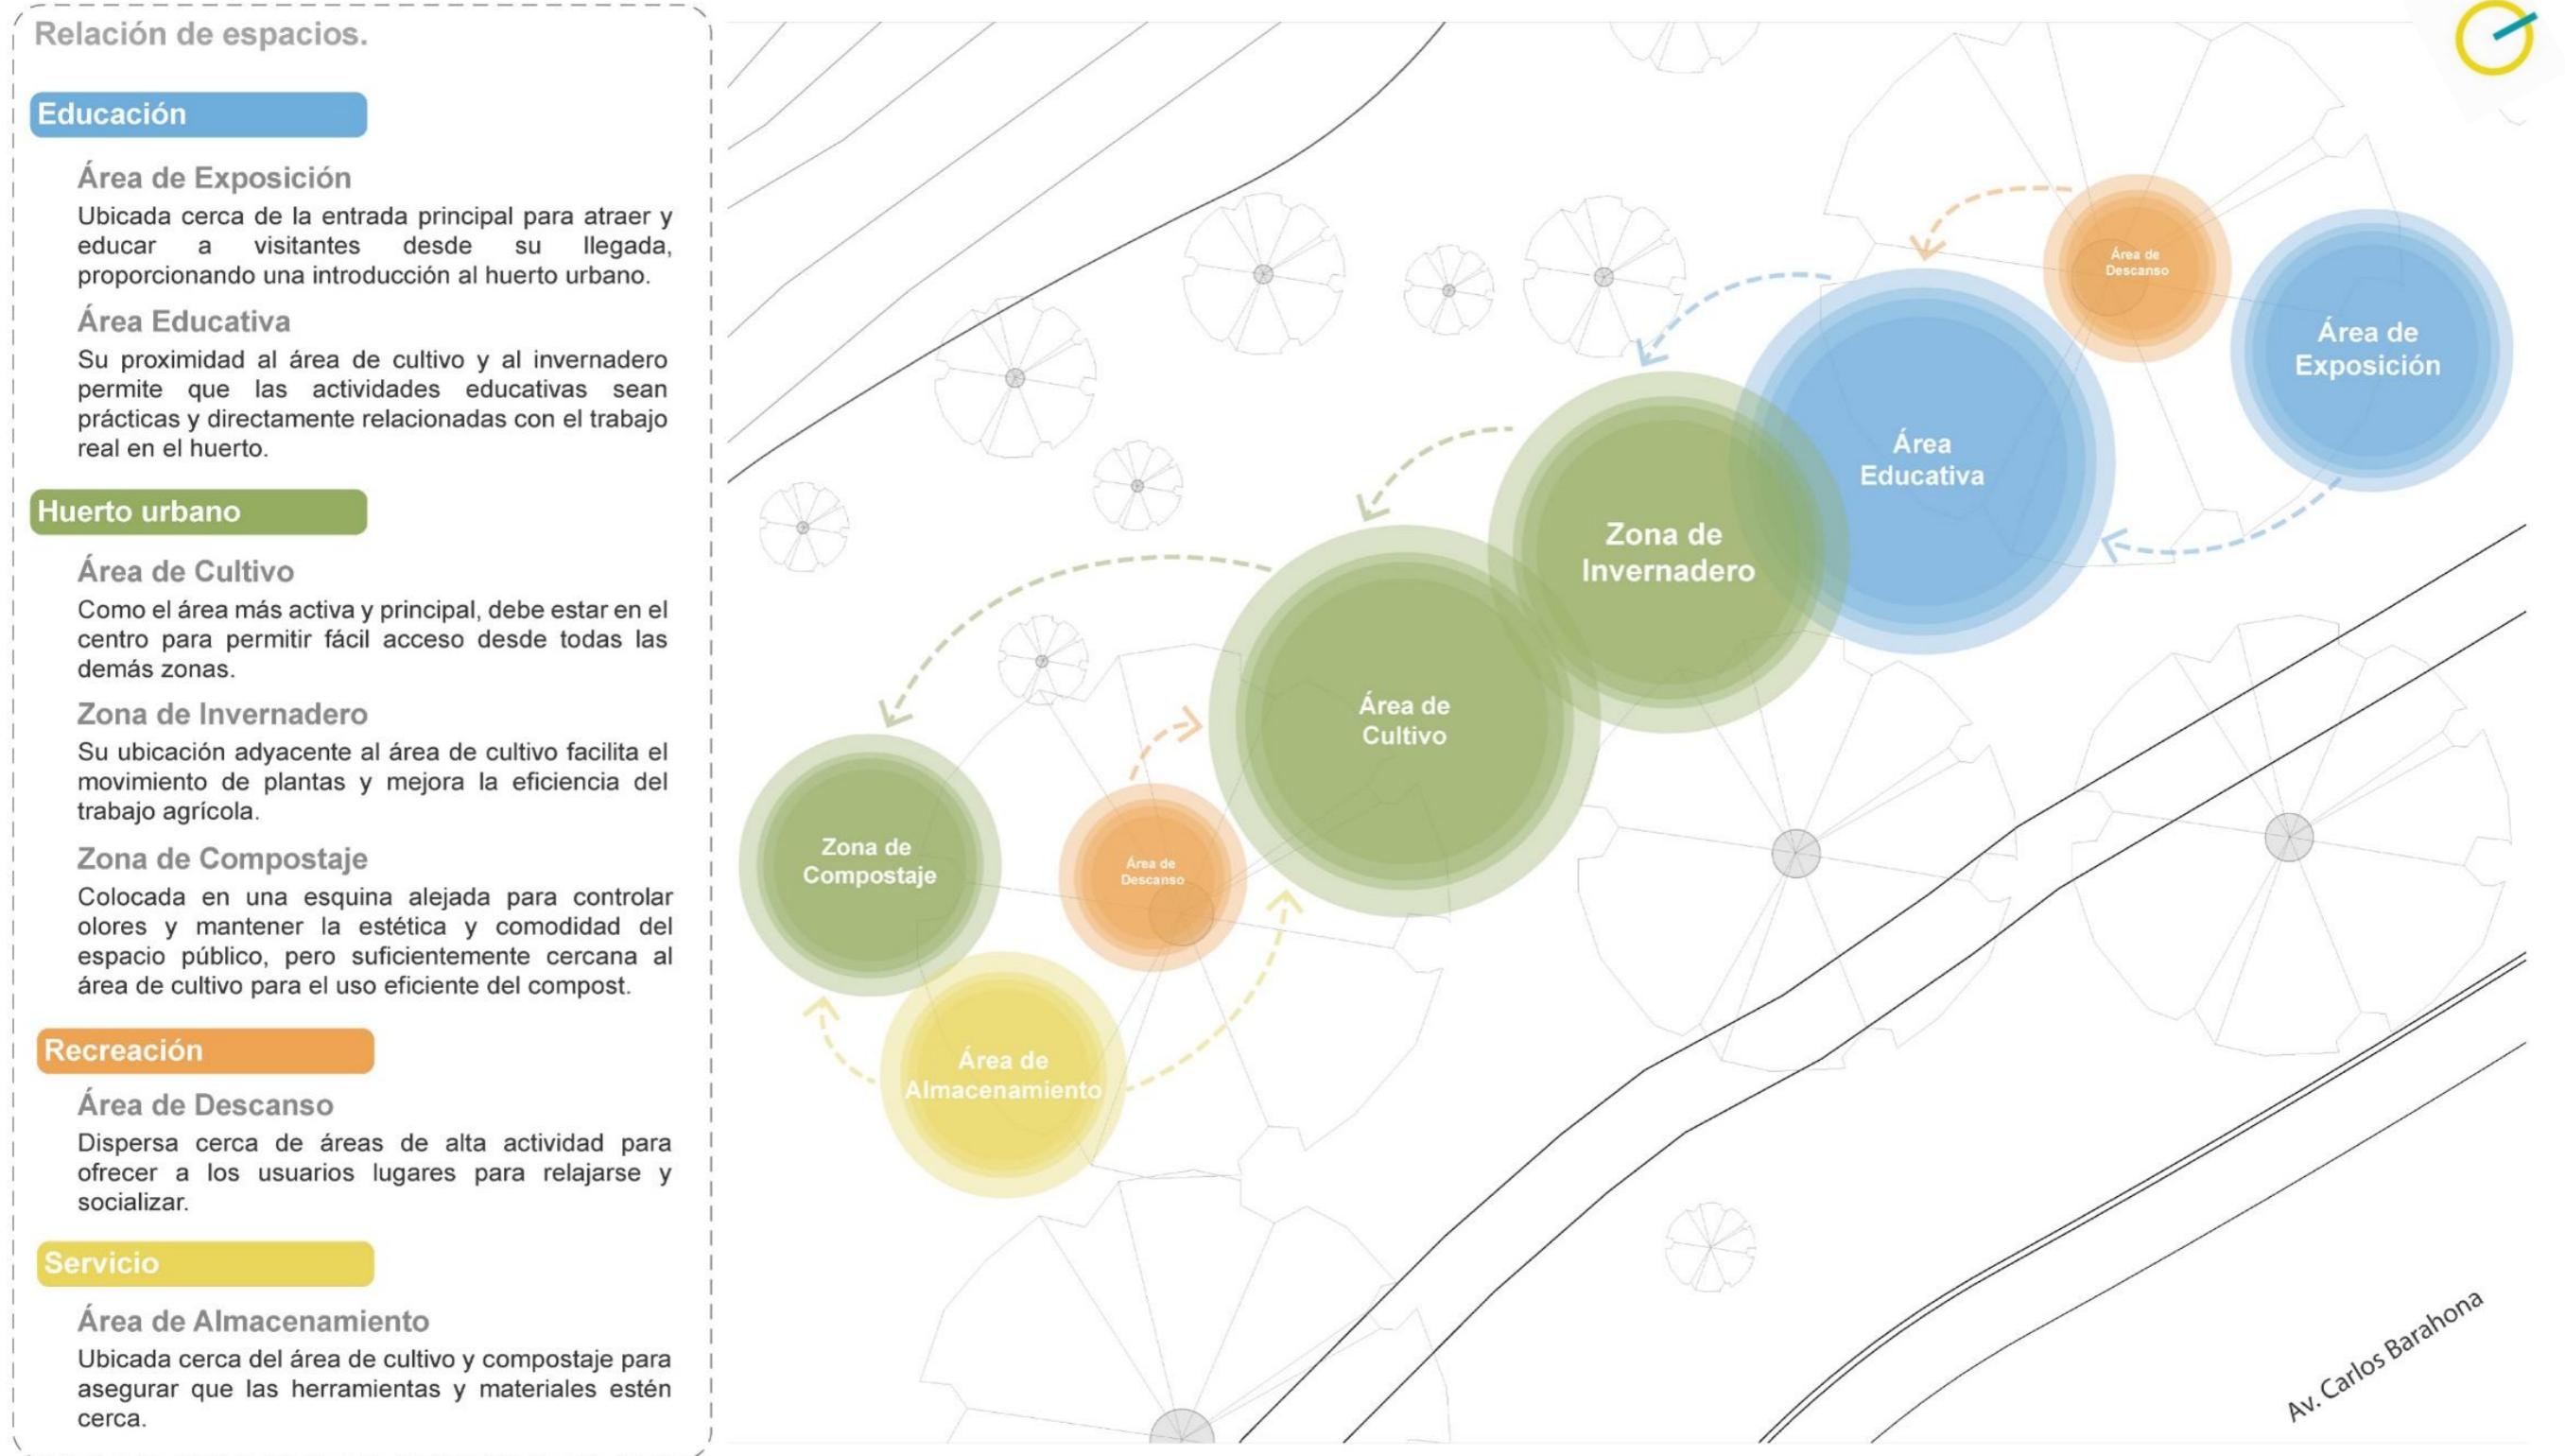 Relación de espacios.
Educación
Área de Exposición
Ubicada cerca de la entrada principal para atraer y
educar a visitantes desde su llegada,
proporcionando una introducción al huerto urbano.
Área Educativa
Su proximidad al área de cultivo y al invernadero
permite que las actividades educativas sean
prácticas y directamente relacionadas con el trabajo
real en el huerto.
Huerto urbano
Área de Cultivo
Como el área más activa y principal, debe estar en el
centro para permitir fácil acceso desde todas las
demás zonas.
Zona de Invernadero
Su ubicación adyacente al área de cultivo facilita el
movimiento de plantas y mejora la eficiencia del
trabajo agrícola.
Zona de Compostaje
Colocada en una esquina alejada para controlar
olores y mantener la estética y comodidad del
espacio público, pero suficientemente cercana al
área de cultivo para el uso eficiente del compost.
Recreación
Área de Descanso
Dispersa cerca de áreas de alta actividad para
ofrecer a los usuarios lugares para relajarse y
socializar.
Servicio
Área de Almacenamiento
Ubicada cerca del área de cultivo y compostaje para
asegurar que las herramientas y materiales estén
cerca.
Área de
Descanso
Área de
Exposición
Área
Educativa
Zona de
Invernadero
Área de
Cultivo
Zona de
Compostaje
Área de
Descanso
Área de
Almacenamiento
Av. Carlos Barahona